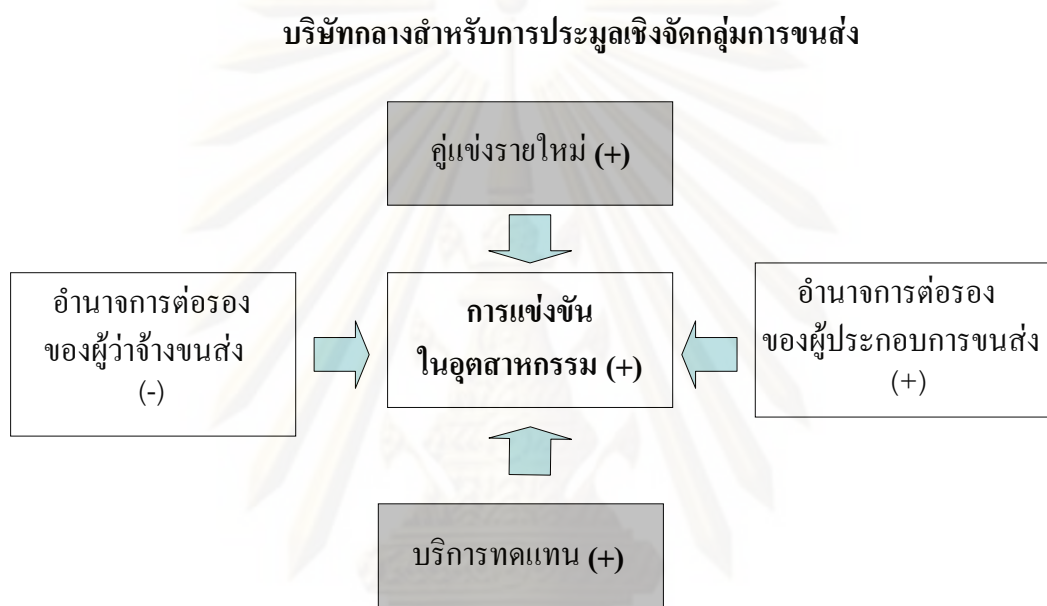 บริษัทกลางสำหรับการประมูลเชิงจัดกลุ่มการขนส่ง
คู่แข่งรายใหม่ (+)
อำนาจการต่อรอง
ของผู้ว่าจ้างขนส่ง
(-)
การแข่งขัน
ในอุตสาหกรรม (+)
อำนาจการต่อรอง
ของผู้ประกอบการขนส่ง
(+)
บริการทดแทน (+)